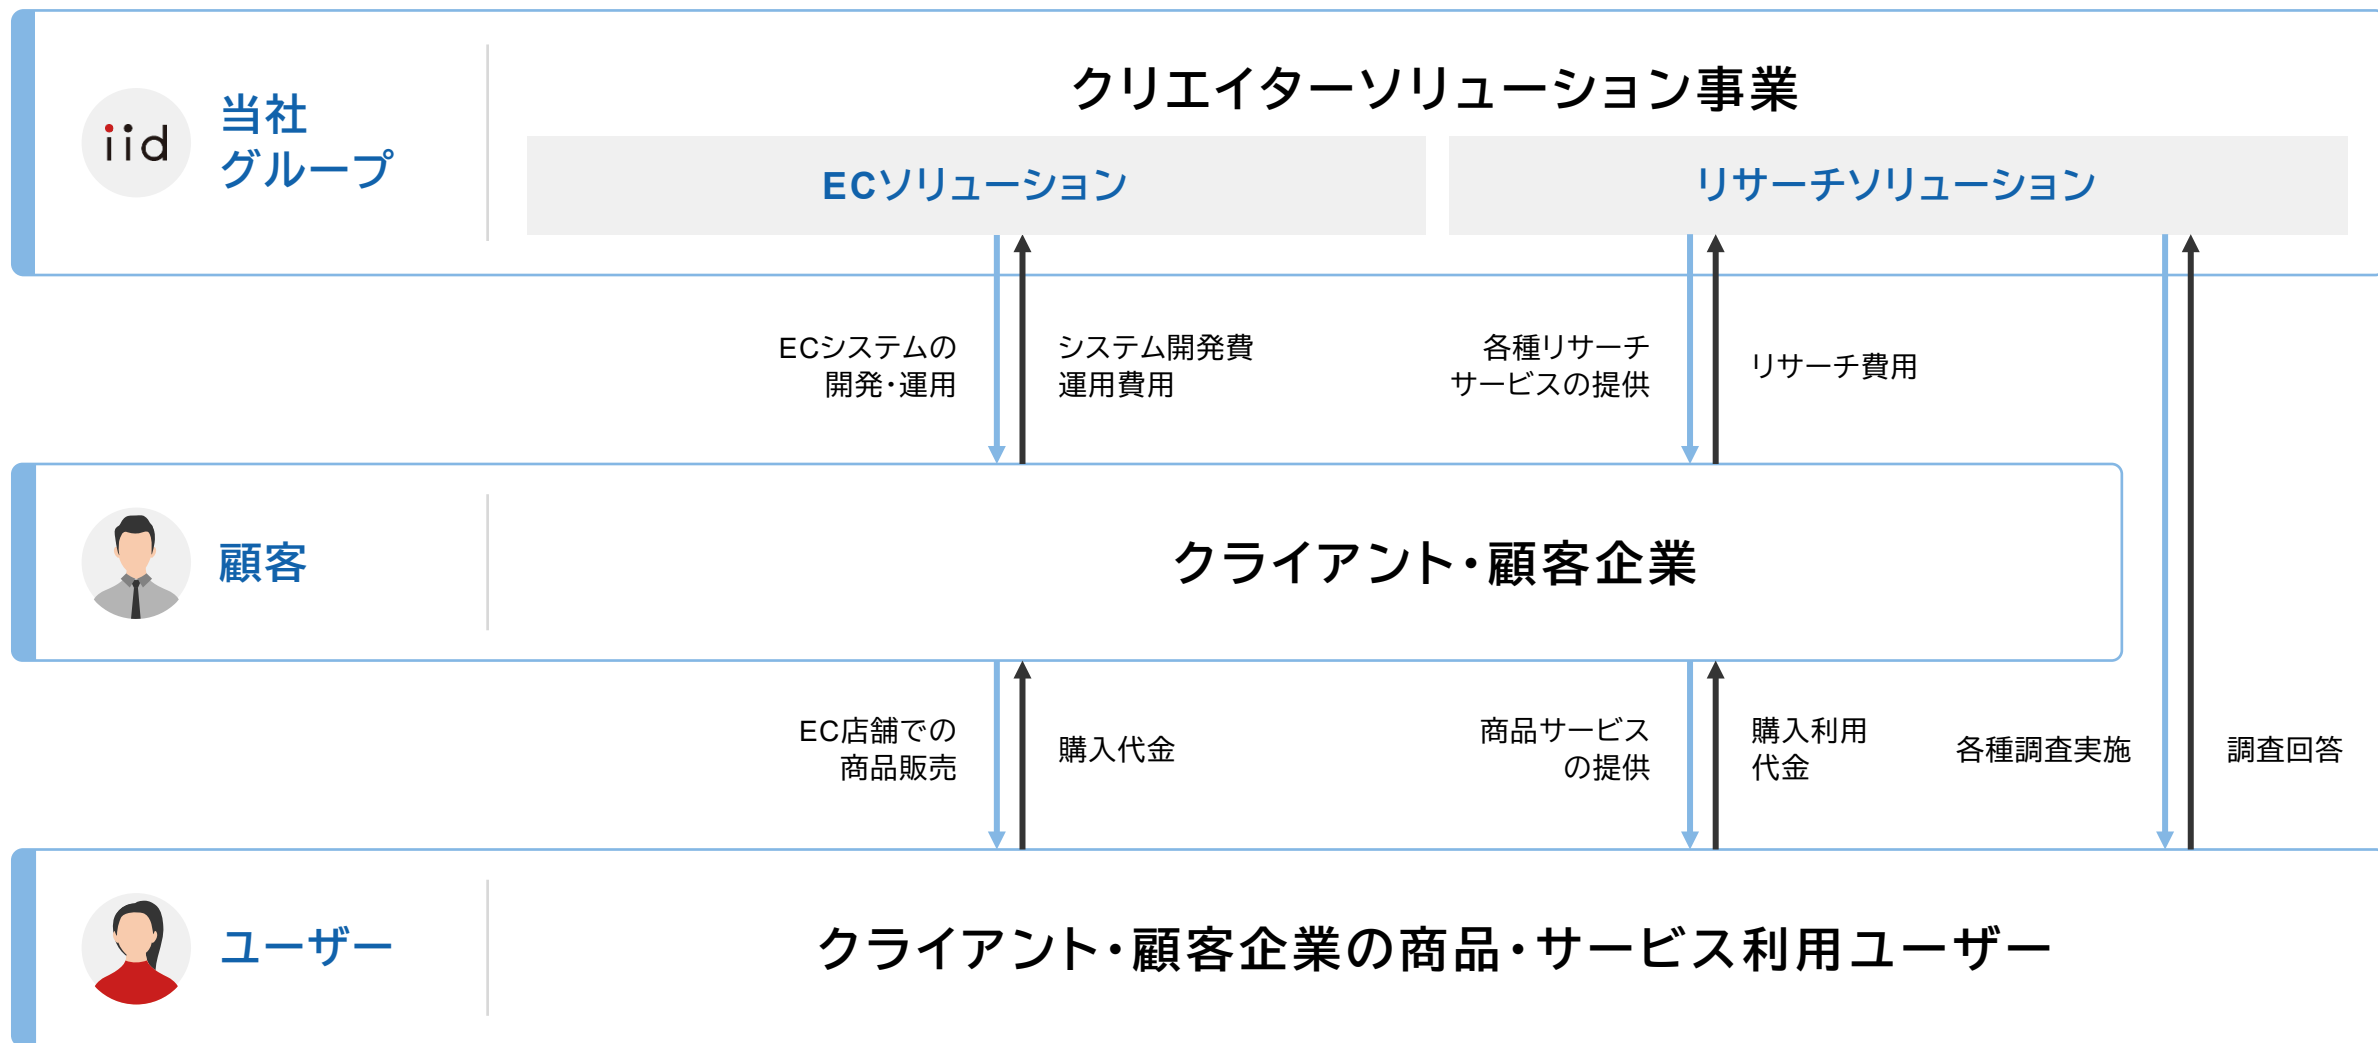 iid
当社
グループ
クリエイターソリューション事業
ECソリューション
リサーチソリューション
ECシステムの
開発・運用
システム開発費
運用費用
各種リサーチ
サービスの提供
リサーチ費用
顧客
クライアント・顧客企業
EC店舗での
商品販売
購入代金
商品サービス
の提供
購入利用
代金
各種調査実施
調査回答
ユーザー
クライアント・顧客企業の商品・サービス利用ユーザー